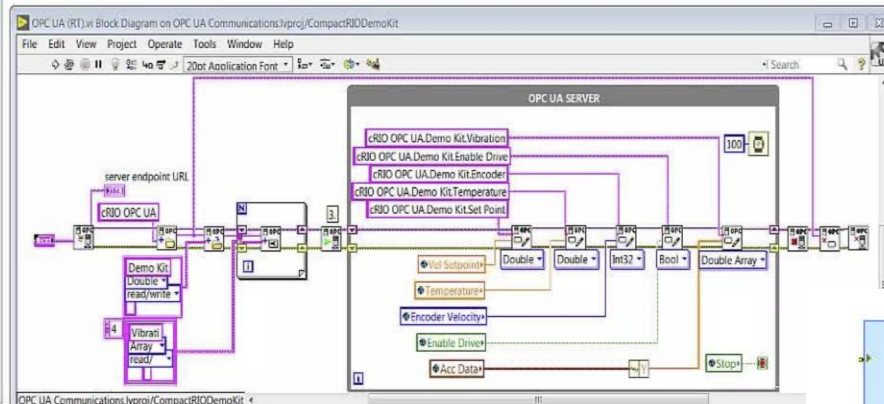 OPC UA (RT).vi Block Diagram on OPC UA Communications.lvproj/CompactRIODemoKit
File Edit View Project Operate Tools Window Help
20pt Application Font
Search
OPC UA SERVER
cRIO OPC UA.Demo Kit.Vibration
100
cRIO OPC UA.Demo Kit.Enable Drive
cRIO OPC UA.Demo Kit.Encoder
server endpoint URL
cRIO OPC UA.Demo Kit.Temperature
cRIO OPC UA
N
3.
cRIO OPC UA.Demo Kit.Set Point
i
Demo Kit
Double
read/write
Vel Setpoint
Double
Double
Int32
Bool
Double Array
Temperature
4
Vibrati
Array
read/
Encoder Velocity
Enable Drive
Acc Data
Stop
i
OPC UA Communications.lvproj/CompactRIODemoKit